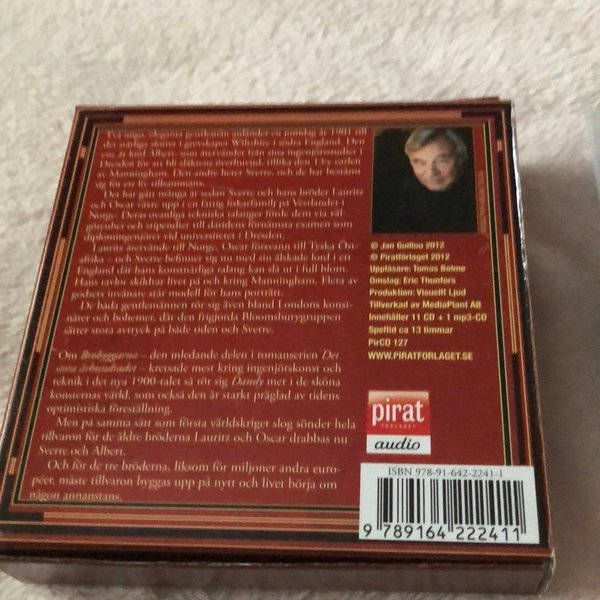 Två unga, eleganta gentlemän anländer en junidag år 1901 till
det ståtliga slottet i grevskapet Wiltshire i södra England. Den
ene är lord Albert, som återvänder från sina ingenjörsstudier i
Dresden för att bli släktens överhuvud, tillika den 13:e earlen
av Manningham. Den andre heter Sverre, och de har bestämt
sig för ett liv tillsammans.
Det har gått många år sedan Sverre och hans bröder Lauritz
och Oscar växte upp i en fattig fiskarfamilj på Vestlandet i
Norge. Deras ovanliga tekniska talanger förde dem via väl-
görenhet och stipendier till dåtidens förnämsta examen som
diplomingenjörer vid universitetet i Dresden.
Lauritz återvände till Norge, Oscar försvann till Tyska Öst-
afrika – och Sverre befinner sig nu med sin älskade lord i ett
England där hans konstnärliga talang kan slå ut i full blom.
Hans tavlor skildrar livet på och kring Manningham. Flera av
godsets invånare står modell för hans porträtt.
De båda gentlemännen rör sig även bland Londons konst-
närer och bohemer, där den frigjorda Bloomsburygruppen
sätter stora avtryck på både tiden och Sverre.
Om Brobyggarna – den inledande delen i romanserien Det
stora århundradet – kretsade mest kring ingenjörskonst och
teknik i det nya 1900-talet så rör sig Dandy mer i de sköna
konsternas värld, som också den är starkt präglad av tidens
optimistiska föreställning.
Men på samma sätt som första världskriget slog sönder hela
tillvaron för de äldre bröderna Lauritz och Oscar drabbas nu
Sverre och Albert.
Och för de tre bröderna, liksom för miljoner andra euro-
péer, måste tillvaron byggas upp på nytt och livet börja om
någon annanstans.
© Jan Guillou 2012
© Piratförlaget 2012
Uppläsare: Tomas Bolme
Omslag: Eric Thunfors
Produktion: Visuellt Ljud
Tillverkad av MediaPlant AB
Innehåller 11 CD + 1 mp3-CD
Speltid ca 13 timmar
PirCD 127
WWW.PIRATFORLAGET.SE
pirat
FÖRLAGET
audio
ISBN 978-91-642-2241-1
9 789164 222411